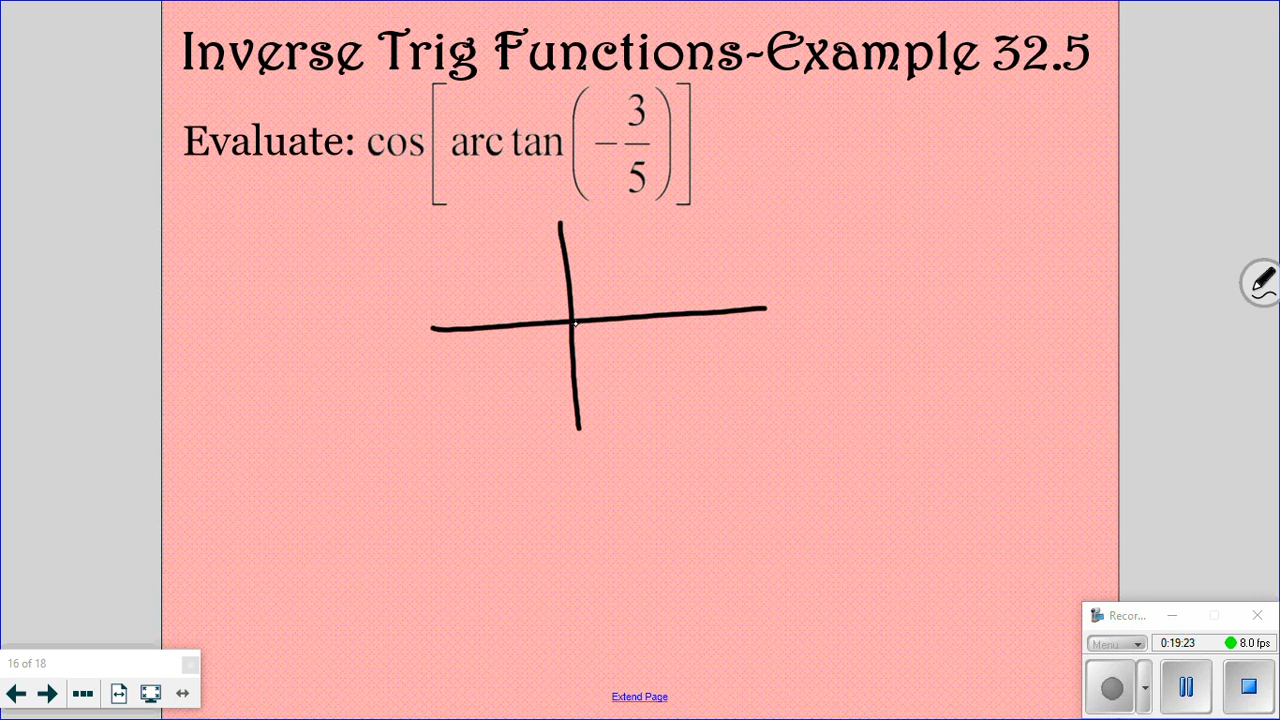 Inverse Trig Functions-Example 32.5
Evaluate: cos[arc tan(-3/5)]
Recor...
Menu
0:19:23
8.0 fps
16 of 18
Extend Page